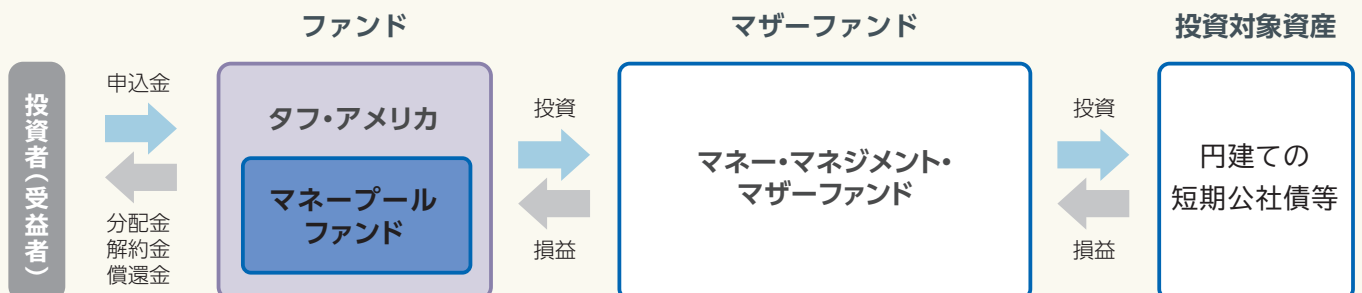 ファンド
マザーファンド
投資対象資産
投資者(受益者)
申込金
分配金
解約金
償還金
タフ・アメリカ
マネープール
ファンド
投資
損益
マネー・マネジメント・
マザーファンド
投資
損益
円建ての
短期公社債等